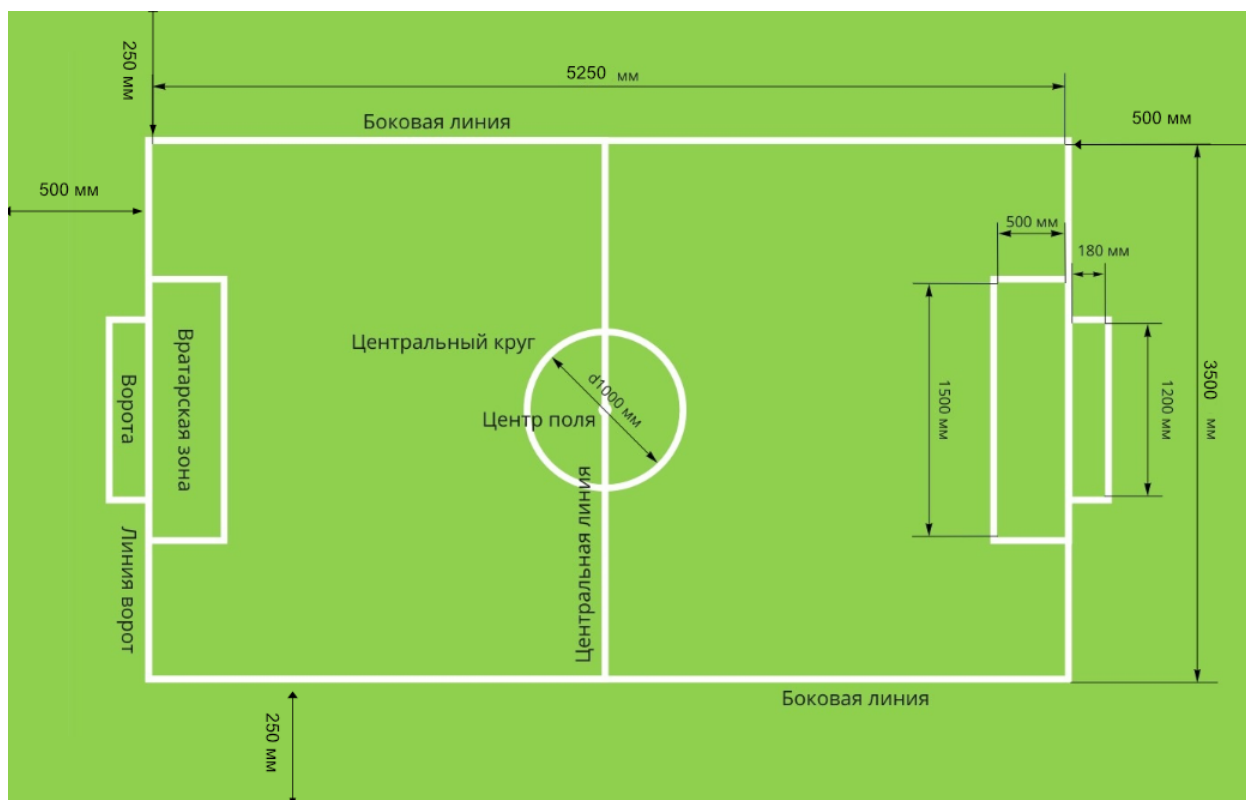 250 мм
5250 мм
Боковая линия
500 мм
500 мм
500 мм
180 мм
Центральный круг
d1000 мм
Центр поля
Вратарская зона
Ворота
1500 мм
1200 мм
3500 мм
Центральная линия
Линия ворот
Боковая линия
250 мм